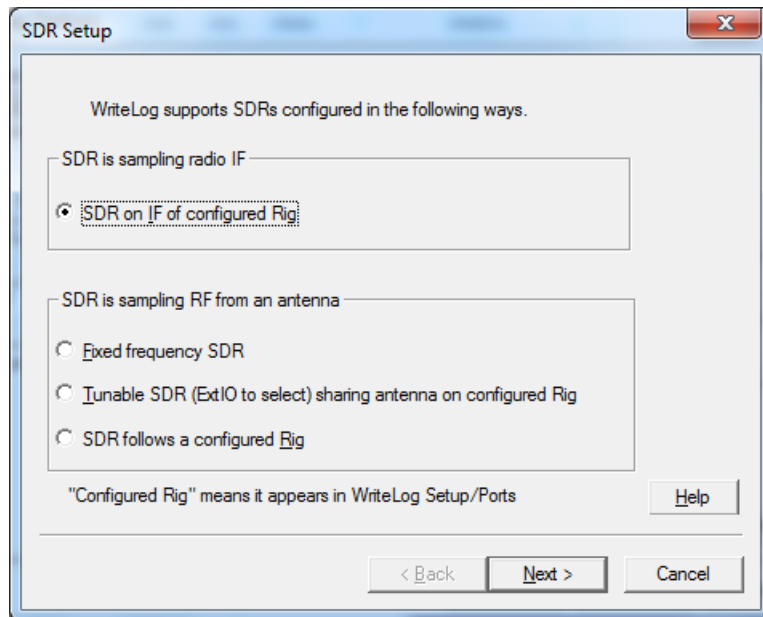 SDR Setup
WriteLog supports SDRs configured in the following ways.
SDR is sampling radio IF
SDR on IF of configured Rig
SDR is sampling RF from an antenna
Fixed frequency SDR
Tunable SDR (ExtIO to select) sharing antenna on configured Rig
SDR follows a configured Rig
"Configured Rig" means it appears in WriteLog Setup/Ports
Help
< Back
Next >
Cancel